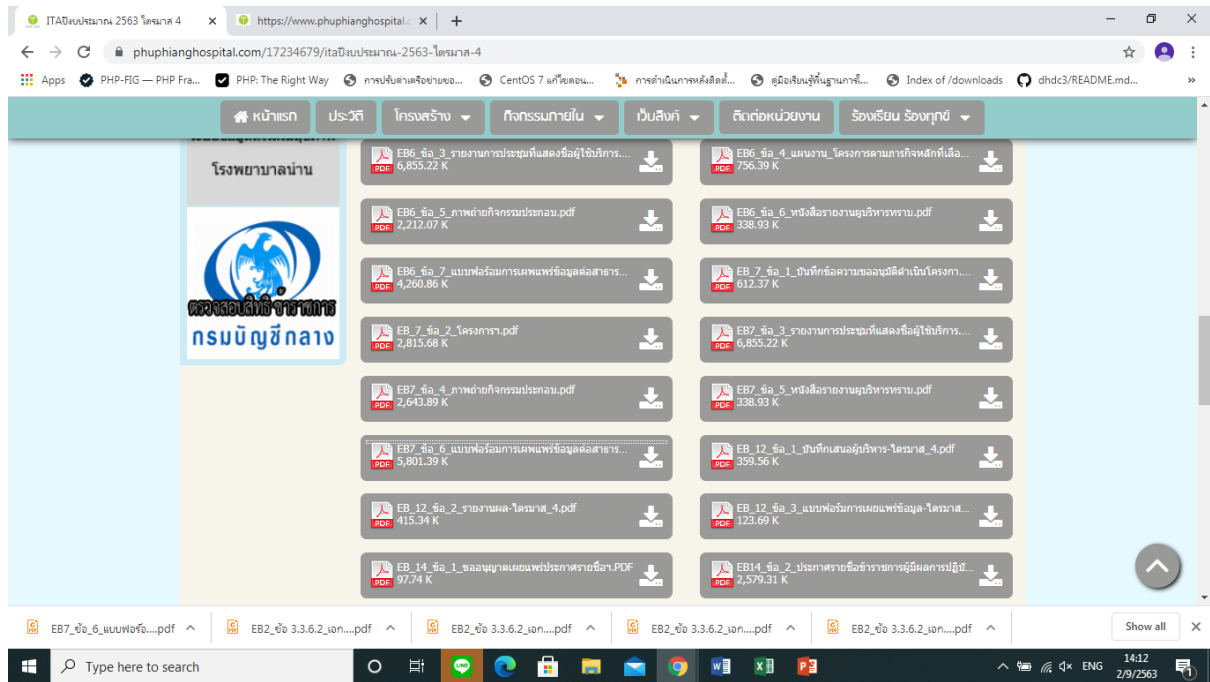 ITAปีงบประมาณ 2563 ไตรมาส 4
https://www.phuphianghospital.c
phuphianghospital.com/17234679/itaปีงบประมาณ-2563-ไตรมาส-4
Apps PHP-FIG — PHP Fra... PHP: The Right Way การปรับค่าเครือข่ายขอ... CentOS 7 แก้ไขคอน... การดำเนินการหลังติดตั้... คู่มือเรียนรู้พื้นฐานการ์... Index of /downloads dhdc3/README.md...
หน้าแรก ประวัติ โครงสร้าง กิจกรรมภายใน เว็บลิงค์ ติดต่อหน่วยงาน ร้องเรียน ร้องทุกข์
โรงพยาบาลน่าน
ตรวจสอบสิทธิ ข้าราชการ
กรมบัญชีกลาง
EB6_ข้อ_3_รายงานการประชุมที่แสดงชื่อผู้ใช้บริการ....
6,855.22 K
EB6_ข้อ_4_แผนงาน_โครงการตามภารกิจหลักที่เลือ...
756.39 K
EB6_ข้อ_5_ภาพถ่ายกิจกรรมประกอบ.pdf
2,212.07 K
EB6_ข้อ_6_หนังสือรายงานผู้บริหารทราบ.pdf
338.93 K
EB6_ข้อ_7_แบบฟอร์อมการเผพแพร่ข้อมูลต่อสาธาร...
4,260.86 K
EB_7_ข้อ_1_บันทึกข้อความขออนุมัติดำเนินโครงกา....
612.37 K
EB_7_ข้อ_2_โครงการฯ.pdf
2,815.68 K
EB7_ข้อ_3_รายงานการประชุมที่แสดงชื่อผู้ใช้บริการ....
6,855.22 K
EB7_ข้อ_4_ภาพถ่ายกิจกรรมประกอบ.pdf
2,643.89 K
EB7_ข้อ_5_หนังสือรายงานผู้บริหารทราบ.pdf
338.93 K
EB7_ข้อ_6_แบบฟอร์อมการเผพแพร่ข้อมูลต่อสาธาร...
5,801.39 K
EB_12_ข้อ_1_บันทึกเสนอผู้บริหาร-ไตรมาส_4.pdf
359.56 K
EB_12_ข้อ_2_รายงานผล-ไตรมาส_4.pdf
415.34 K
EB_12_ข้อ_3_แบบฟอร์มการเผยแพร่ข้อมูล-ไตรมาส...
123.69 K
EB_14_ข้อ_1_ขออนุญาตเผยแพร่ประกาศรายชื่อฯ.PDF
97.74 K
EB14_ข้อ_2_ประกาศรายชื่อข้าราชการผู้มีผลการปฏิบั...
2,579.31 K
EB7_ข้อ_6_แบบฟอร์อ....pdf EB2_ข้อ 3.3.6.2_เอก....pdf EB2_ข้อ 3.3.6.2_เอก....pdf EB2_ข้อ 3.3.6.2_เอก....pdf EB2_ข้อ 3.3.6.2_เอก....pdf Show all
Type here to search
ENG
14:12
2/9/2563